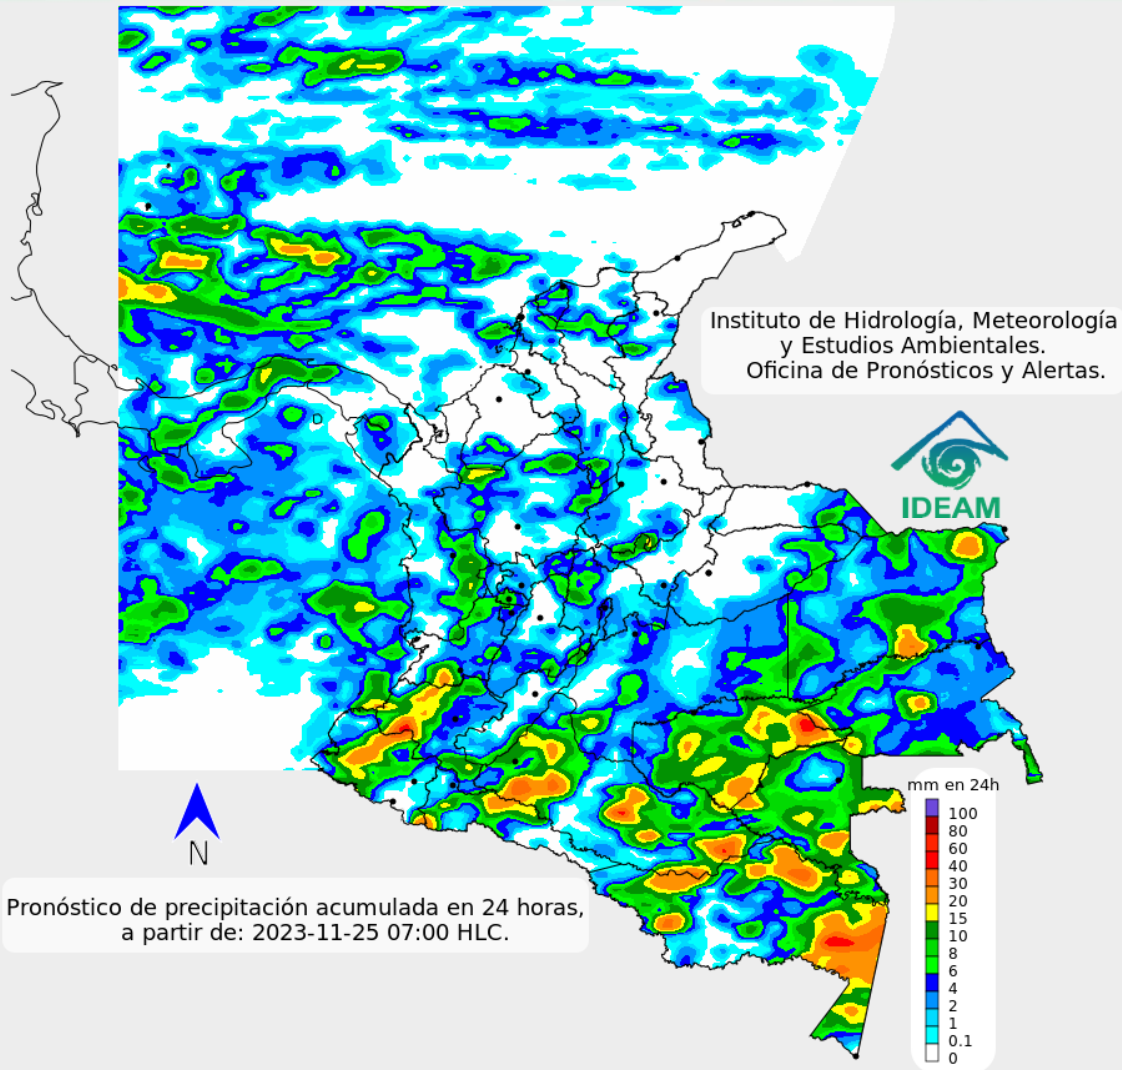 Instituto de Hidrología, Meteorología
y Estudios Ambientales.
Oficina de Pronósticos y Alertas.
IDEAM
mm en 24h
100
80
60
40
30
20
15
10
8
6
4
2
1
0.1
0
N
Pronóstico de precipitación acumulada en 24 horas,
a partir de: 2023-11-25 07:00 HLC.